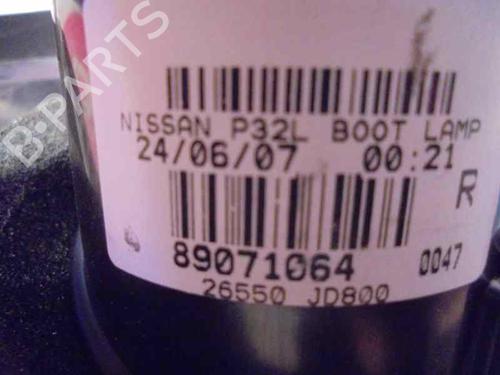 B-PARTS
NISSAN P32L BOOT LAMP
24/06/07 00:21
R
89071064 0047
26550 JD800